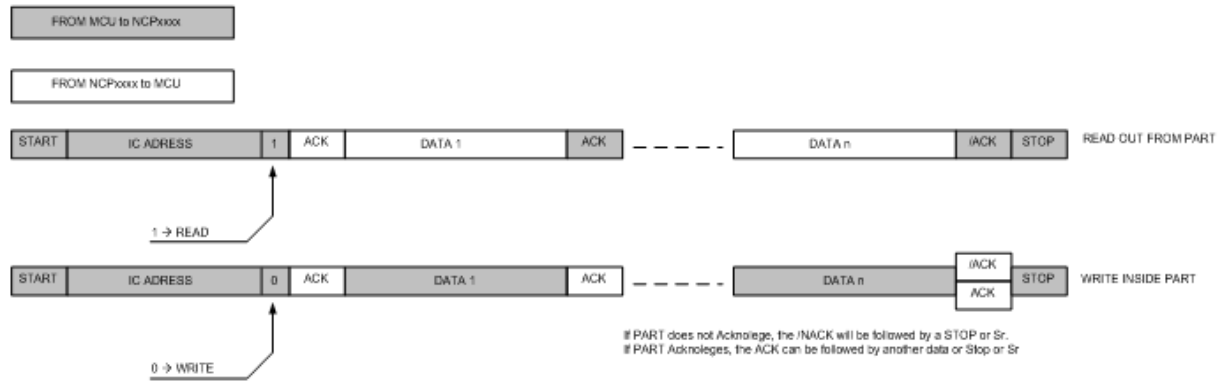 FROM MCU to NCPxxxx
FROM NCPxxxx to MCU
START IC ADRESS 1 ACK DATA 1 ACK DATA n /ACK STOP READ OUT FROM PART
1 → READ
START IC ADRESS 0 ACK DATA 1 ACK DATA n /ACK ACK STOP WRITE INSIDE PART
If PART does not Acknolege, the /NACK will be followed by a STOP or Sr.
If PART Acknoleges, the ACK can be followed by another data or Stop or Sr
0 → WRITE